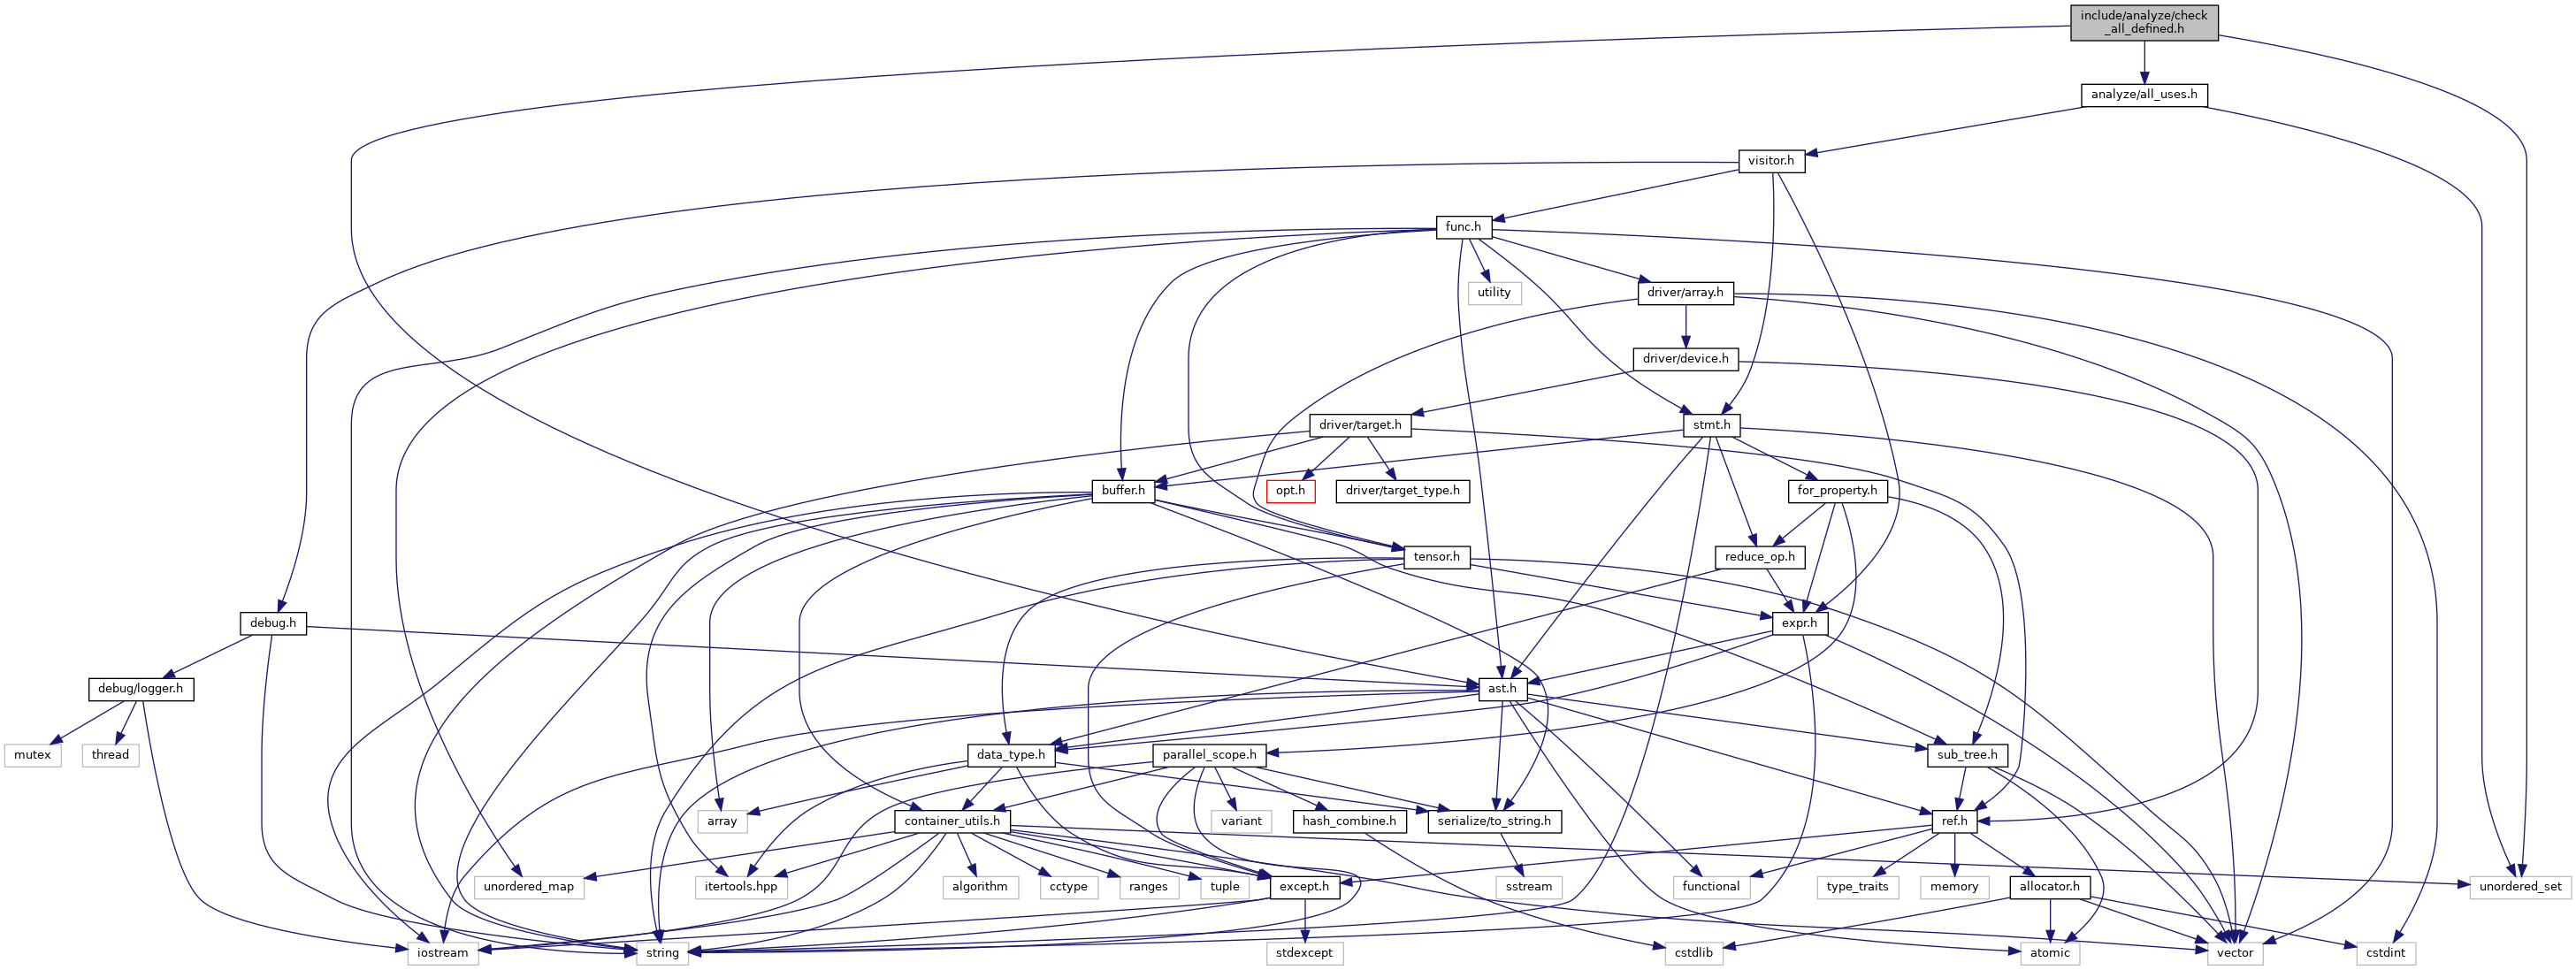 include/analyze/check
_all_defined.h
analyze/all_uses.h
visitor.h
func.h
utility
driver/array.h
driver/device.h
driver/target.h
stmt.h
buffer.h
opt.h
driver/target_type.h
for_property.h
tensor.h
reduce_op.h
debug.h
expr.h
debug/logger.h
ast.h
mutex
thread
data_type.h
parallel_scope.h
sub_tree.h
array
container_utils.h
variant
hash_combine.h
serialize/to_string.h
ref.h
unordered_map
itertools.hpp
algorithm
cctype
ranges
tuple
except.h
sstream
functional
type_traits
memory
allocator.h
unordered_set
iostream
string
stdexcept
cstdlib
atomic
vector
cstdint